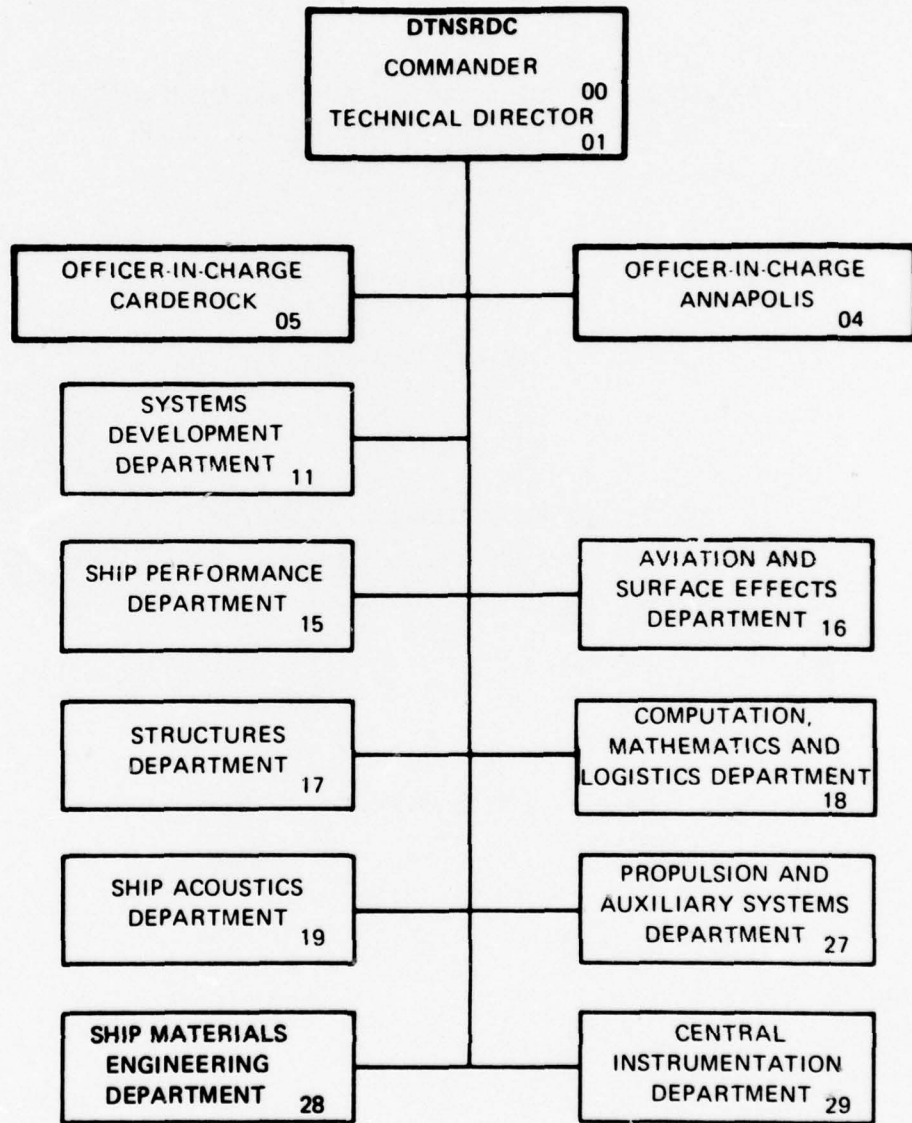 DTNSRDC
COMMANDER
00
TECHNICAL DIRECTOR
01
OFFICER-IN-CHARGE
CARDEROCK
05
OFFICER-IN-CHARGE
ANNAPOLIS
04
SYSTEMS
DEVELOPMENT
DEPARTMENT
11
SHIP PERFORMANCE
DEPARTMENT
15
AVIATION AND
SURFACE EFFECTS
DEPARTMENT
16
STRUCTURES
DEPARTMENT
17
COMPUTATION,
MATHEMATICS AND
LOGISTICS DEPARTMENT
18
SHIP ACOUSTICS
DEPARTMENT
19
PROPULSION AND
AUXILIARY SYSTEMS
DEPARTMENT
27
SHIP MATERIALS
ENGINEERING
DEPARTMENT
28
CENTRAL
INSTRUMENTATION
DEPARTMENT
29